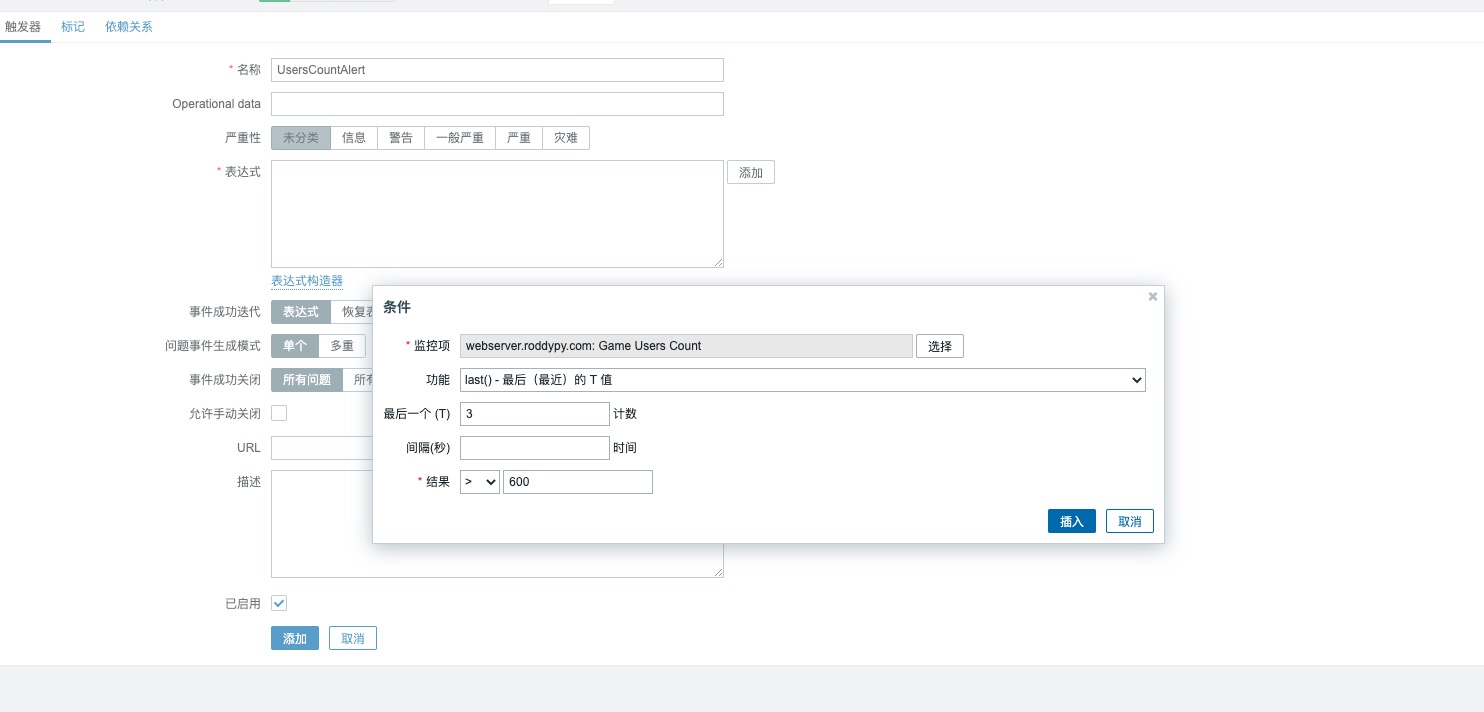 触发器 标记 依赖关系
* 名称 UsersCountAlert
Operational data
严重性 未分类 信息 警告 一般严重 严重 灾难
* 表达式 添加
表达式构造器
事件成功迭代 表达式
问题事件生成模式 单个 多重
事件成功关闭 所有问题
允许手动关闭
URL
描述
条件
* 监控项 webserver.roddypy.com: Game Users Count 选择
功能 last() - 最后（最近）的 T 值
最后一个 (T) 3 计数
间隔(秒) 时间
* 结果 > 600
插入 取消
已启用
添加 取消